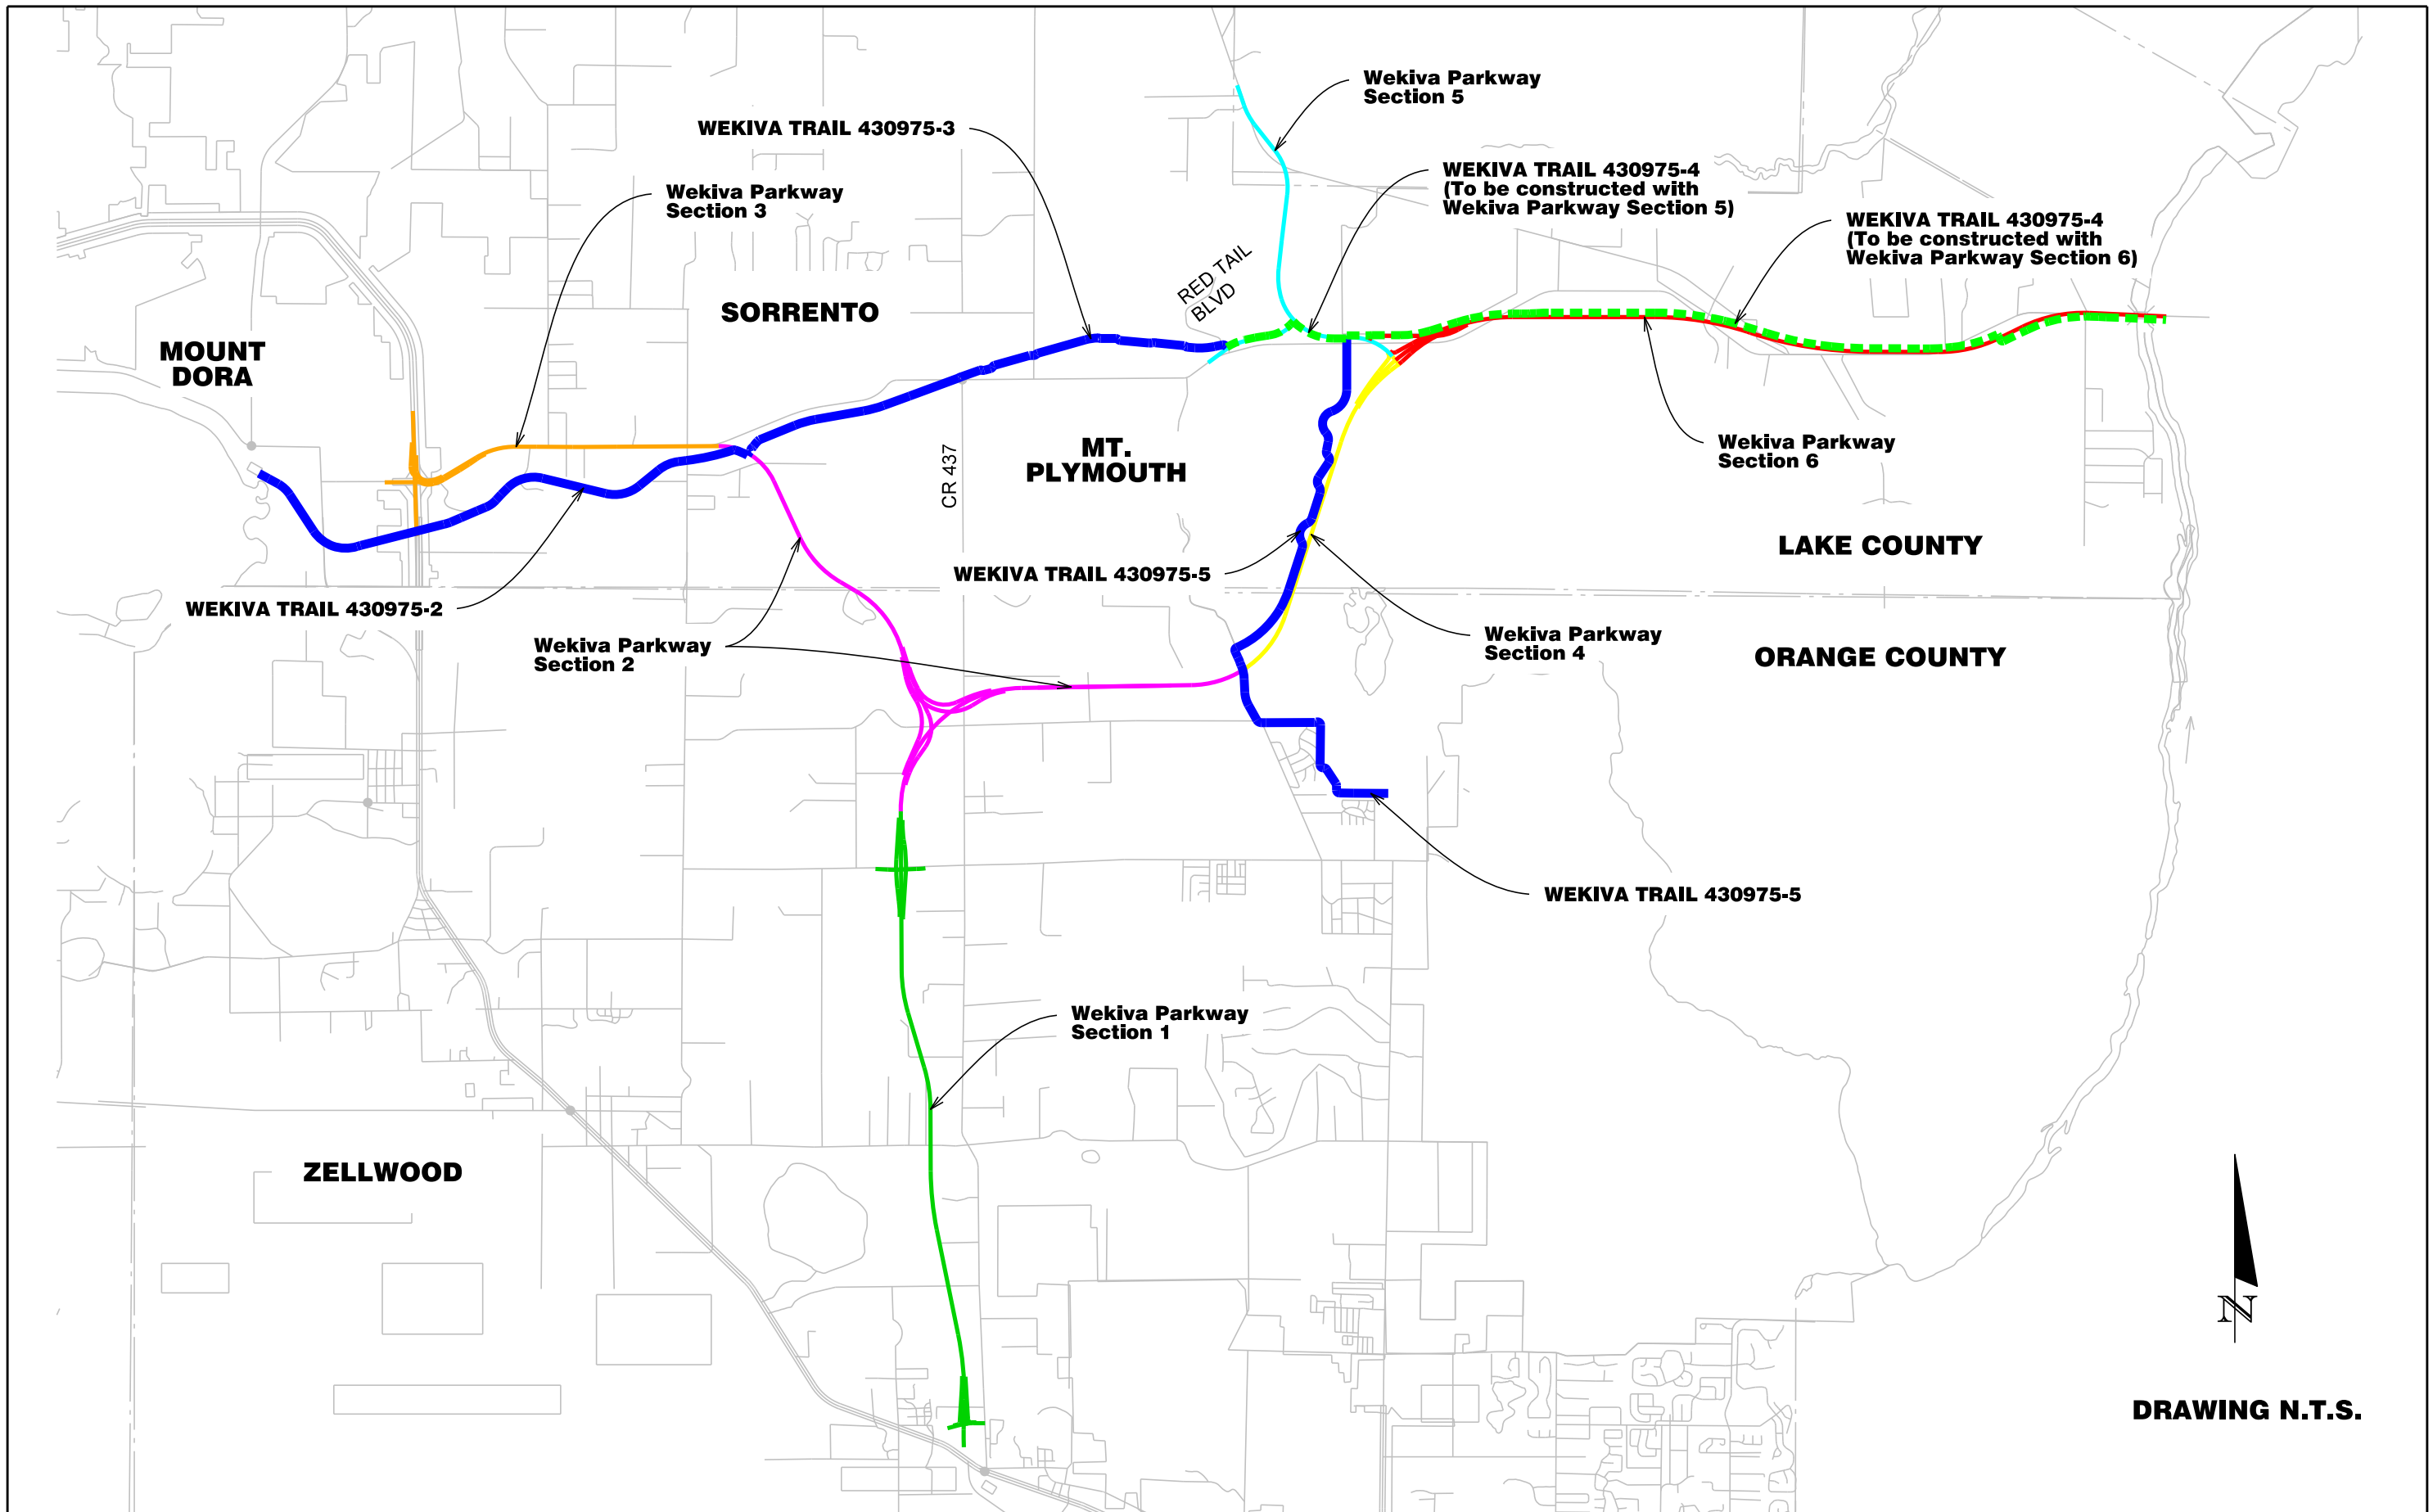 Wekiva Parkway
Section 5
WEKIVA TRAIL 430975-3
WEKIVA TRAIL 430975-4
(To be constructed with
Wekiva Parkway Section 5)
Wekiva Parkway
Section 3
WEKIVA TRAIL 430975-4
(To be constructed with
Wekiva Parkway Section 6)
RED TAIL
BLVD
SORRENTO
MOUNT
DORA
MT.
PLYMOUTH
CR 437
Wekiva Parkway
Section 6
LAKE COUNTY
WEKIVA TRAIL 430975-5
WEKIVA TRAIL 430975-2
Wekiva Parkway
Section 2
Wekiva Parkway
Section 4
ORANGE COUNTY
WEKIVA TRAIL 430975-5
Wekiva Parkway
Section 1
ZELLWOOD
N
DRAWING N.T.S.